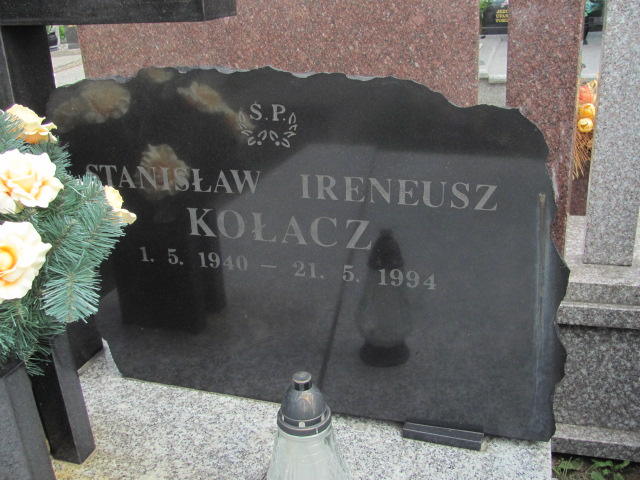 Ś.P.
STANISŁAW IRENEUSZ
KOŁACZ
1. 5. 1940 – 21. 5. 1994